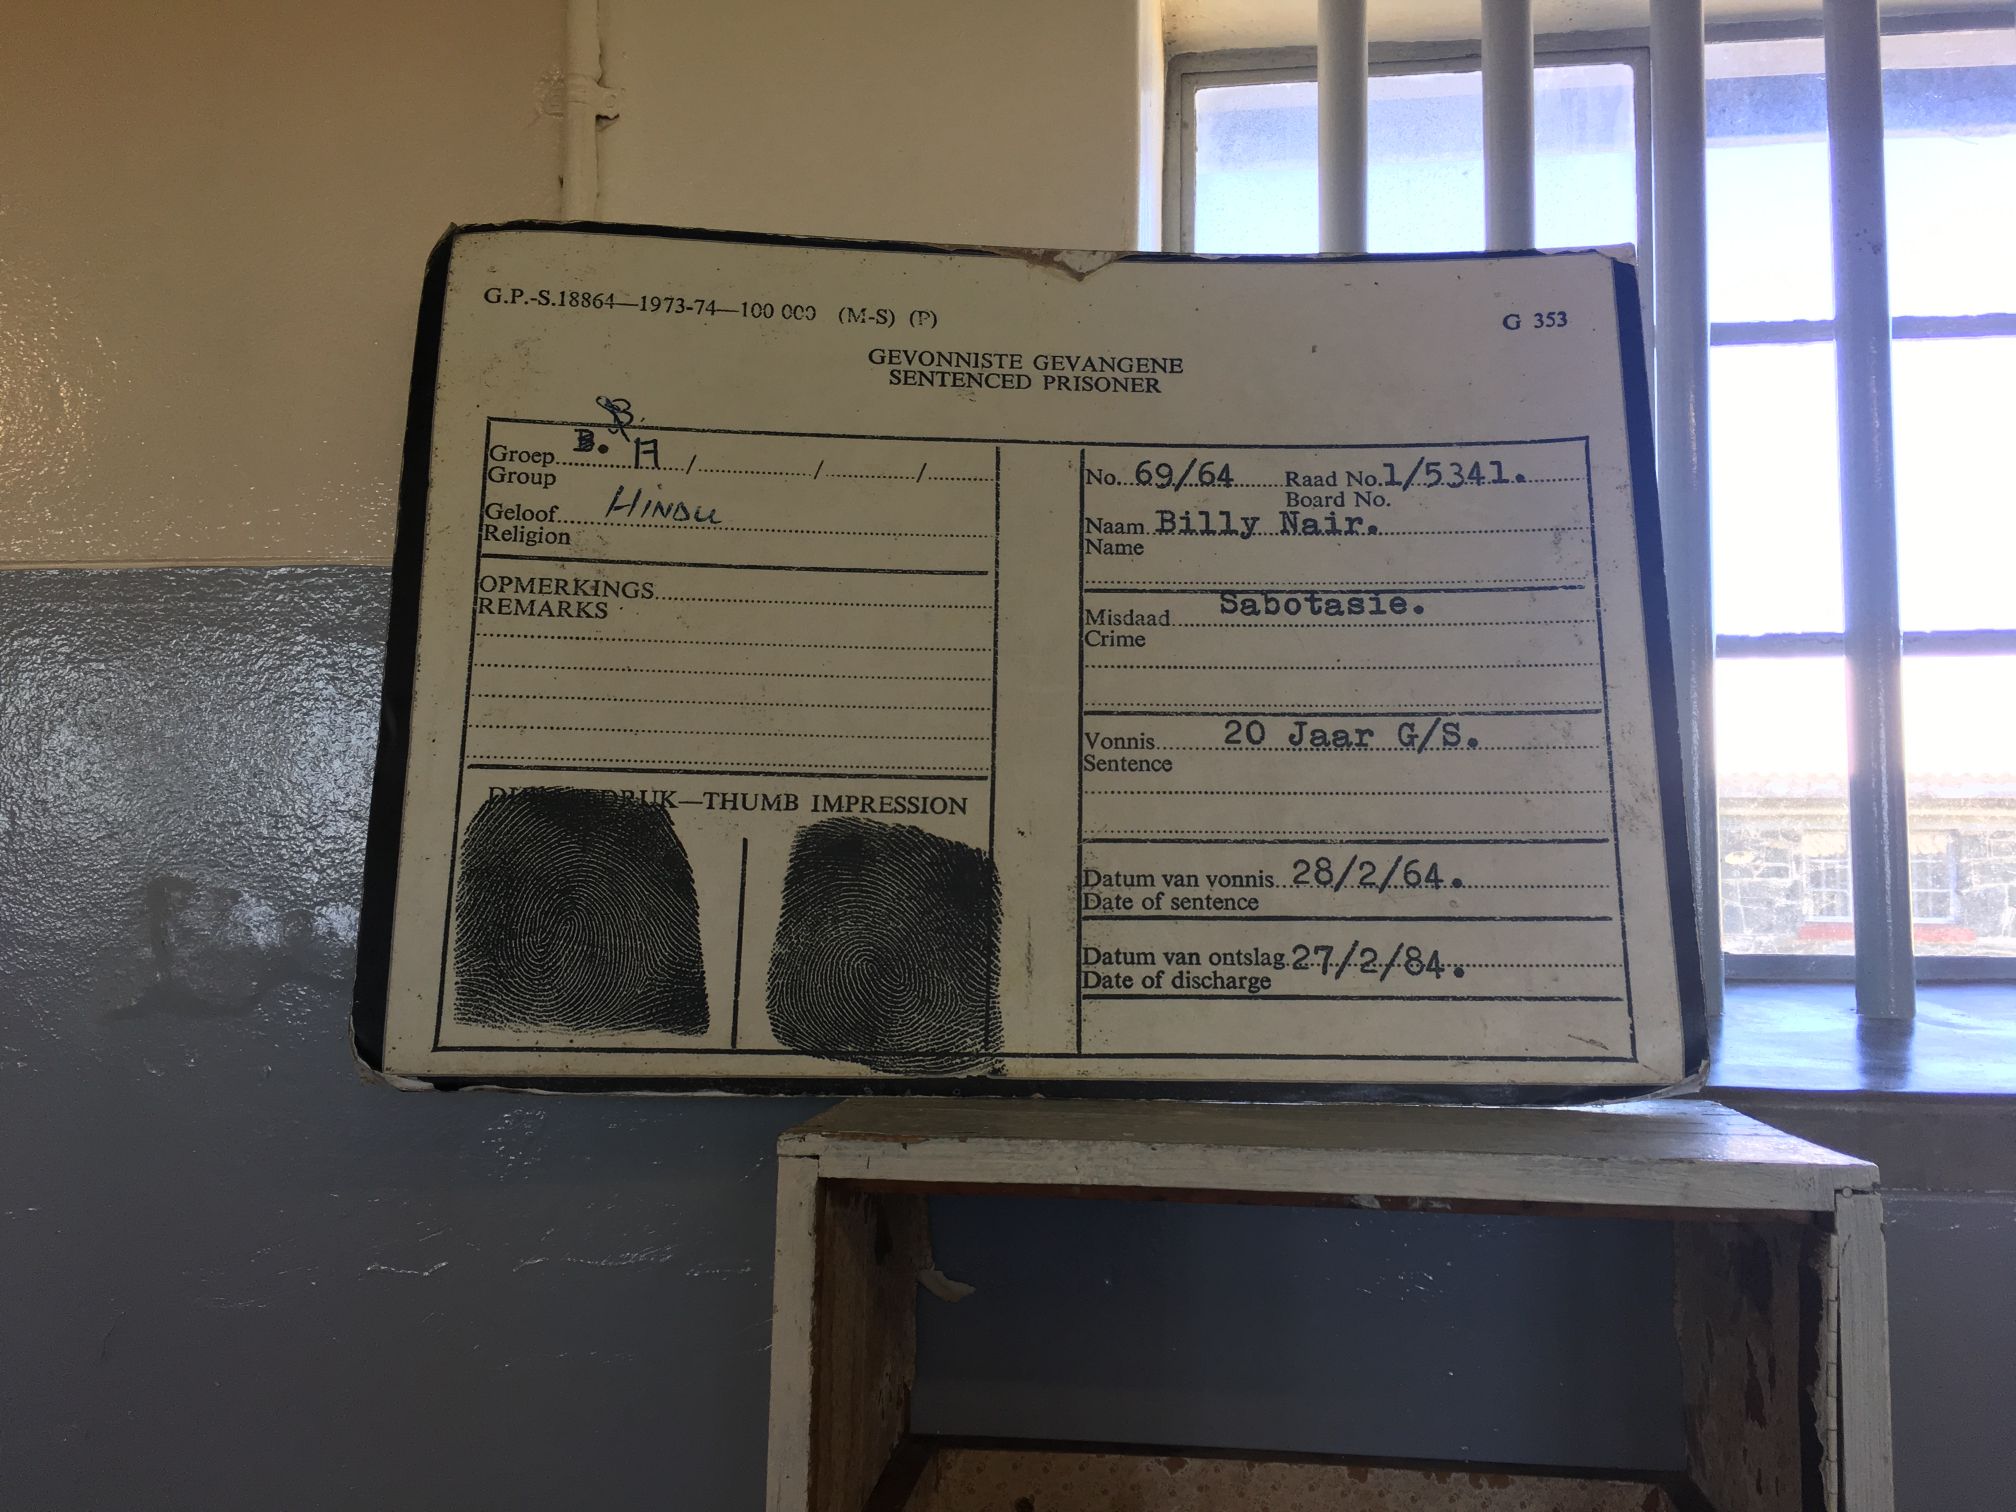 G.P.-S.18864—1973-74—100 000 (M-S) (P)
G 353
GEVONNISTE GEVANGENE
SENTENCED PRISONER
B.
Groep B. A / / /
Group
Geloof HINDU
Religion
OPMERKINGS
REMARKS
DRUK—THUMB IMPRESSION
No. 69/64 Raad No. 1/5341.
Board No.
Naam Billy Nair.
Name
Misdaad Sabotasie.
Crime
Vonnis 20 Jaar G/S.
Sentence
Datum van vonnis 28/2/64.
Date of sentence
Datum van ontslag 27/2/84.
Date of discharge